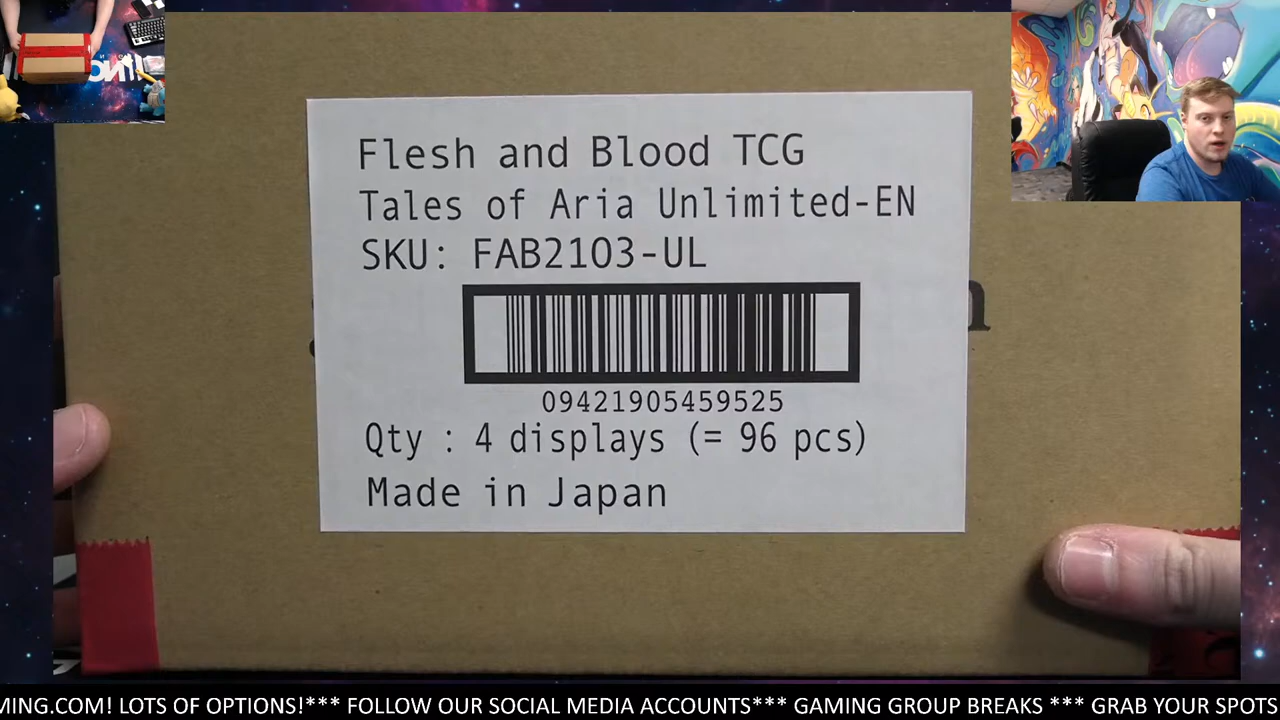 Flesh and Blood TCG
Tales of Aria Unlimited-EN
SKU: FAB2103-UL
09421905459525
Qty : 4 displays (= 96 pcs)
Made in Japan
MING.COM! LOTS OF OPTIONS!*** FOLLOW OUR SOCIAL MEDIA ACCOUNTS*** GAMING GROUP BREAKS *** GRAB YOUR SPOTS